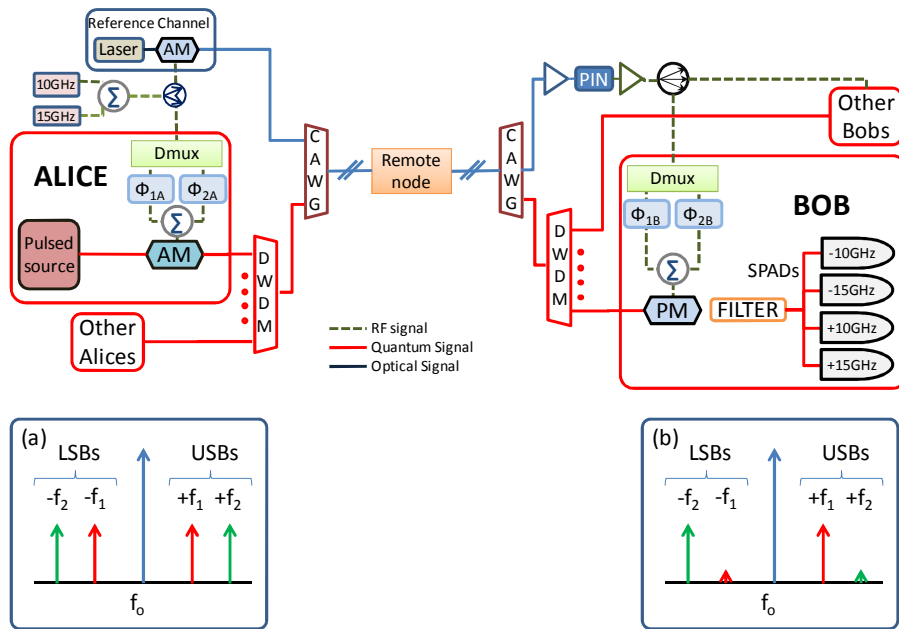 Reference Channel
Laser
AM
10GHz
15GHz
Σ
ALICE
Dmux
Φ1A
Φ2A
Σ
Pulsed
source
AM
Other
Alices
D
W
D
M
C
A
W
G
Remote
node
C
A
W
G
D
W
D
M
PIN
Other
Bobs
BOB
Dmux
Φ1B
Φ2B
Σ
PM
FILTER
SPADs
-10GHz
-15GHz
+10GHz
+15GHz
RF signal
Quantum Signal
Optical Signal
(a)
LSBs
USBs
-f2
-f1
+f1
+f2
fo
(b)
LSBs
USBs
-f2
-f1
+f1
+f2
fo